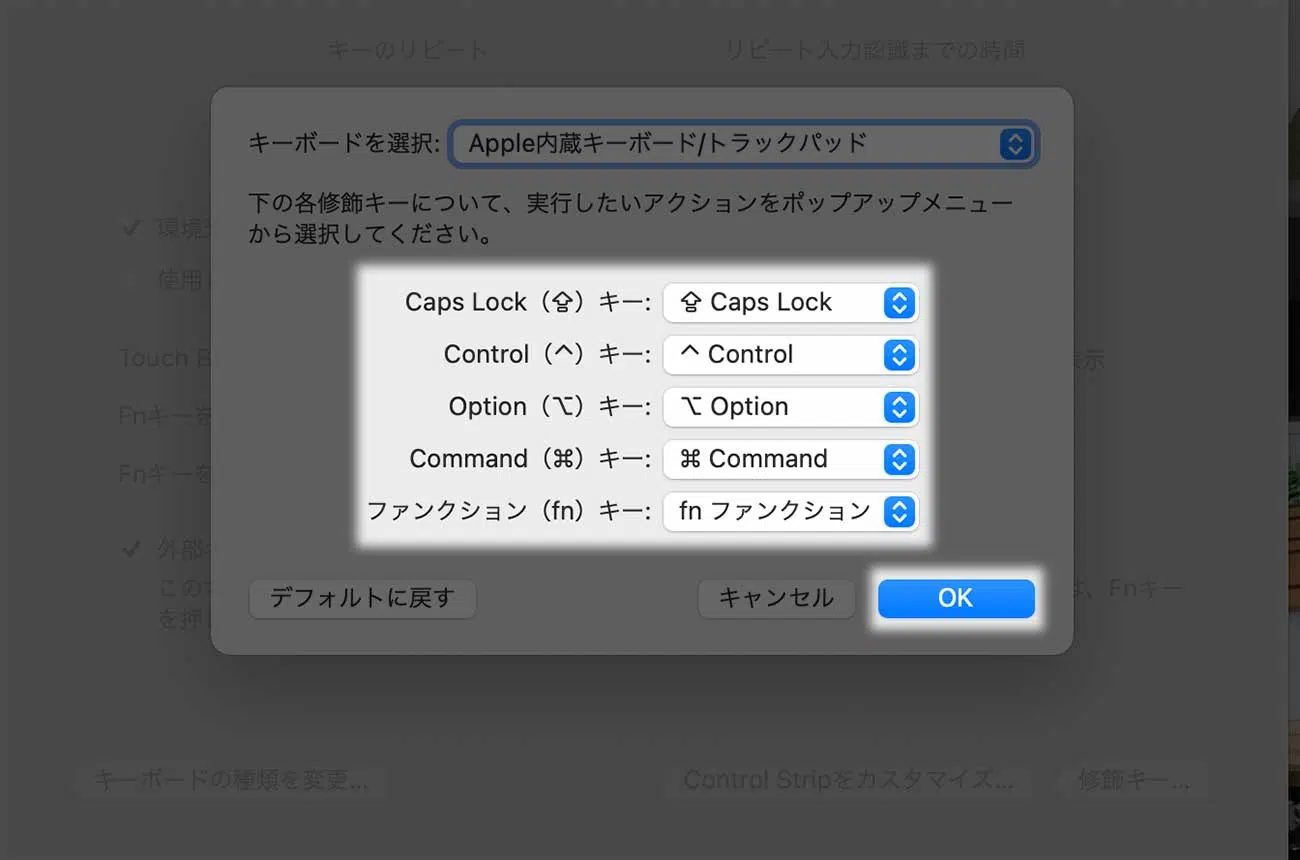 キーのリピート
リピート入力認識までの時間
キーボードを選択: Apple内蔵キーボード/トラックパッド
下の各修飾キーについて、実行したいアクションをポップアップメニュー
から選択してください。
環境
使用
Caps Lock（⇪）キー: ⇪ Caps Lock
Control（^）キー: ^ Control
Touch B
表示
Option（⌥）キー: ⌥ Option
Fnキーを
Command（⌘）キー: ⌘ Command
Fnキーを
ファンクション（fn）キー: fn ファンクション
外部
この
は、Fnキー
を押
デフォルトに戻す
キャンセル
OK
キーボードの種類を変更...
Control Stripをカスタマイズ...
修飾キー...